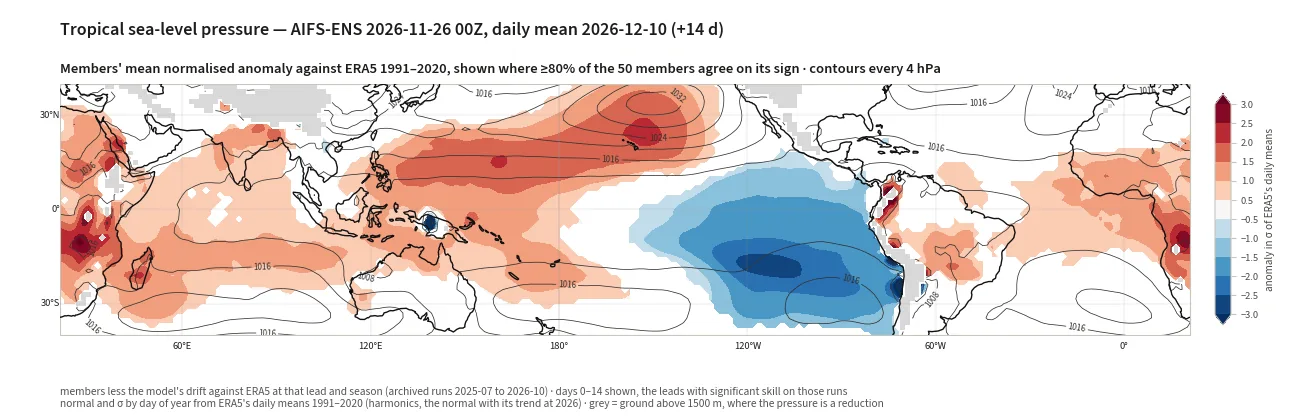 Tropical sea-level pressure — AIFS-ENS 2026-11-26 00Z, daily mean 2026-12-10 (+14 d)
Members' mean normalised anomaly against ERA5 1991–2020, shown where ≥80% of the 50 members agree on its sign · contours every 4 hPa
30°N
0°
30°S
60°E
120°E
180°
120°W
60°W
0°
1016
1032
1024
1016
1016
1024
1016
1016
1016
1016
1008
1016
1016
1008
1016
1016
1016
3.0
2.5
2.0
1.5
1.0
0.5
−0.5
−1.0
−1.5
−2.0
−2.5
−3.0
anomaly in σ of ERA5's daily means
members less the model's drift against ERA5 at that lead and season (archived runs 2025-07 to 2026-10) · days 0–14 shown, the leads with significant skill on those runs
normal and σ by day of year from ERA5's daily means 1991–2020 (harmonics, the normal with its trend at 2026) · grey = ground above 1500 m, where the pressure is a reduction